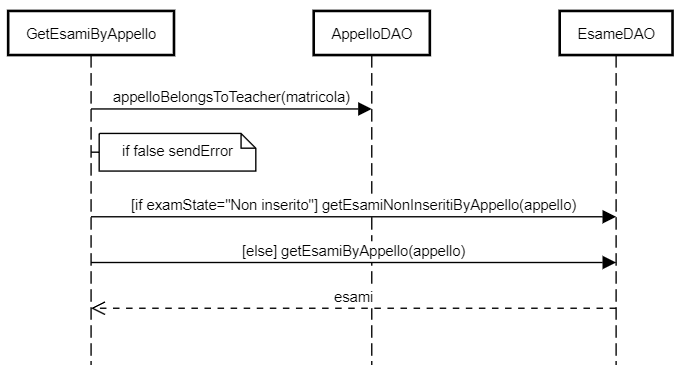 GetEsamiByAppello
AppelloDAO
EsameDAO
appelloBelongsToTeacher(matricola)
if false sendError
[if examState="Non inserito"] getEsamiNonInseritiByAppello(appello)
[else] getEsamiByAppello(appello)
esami